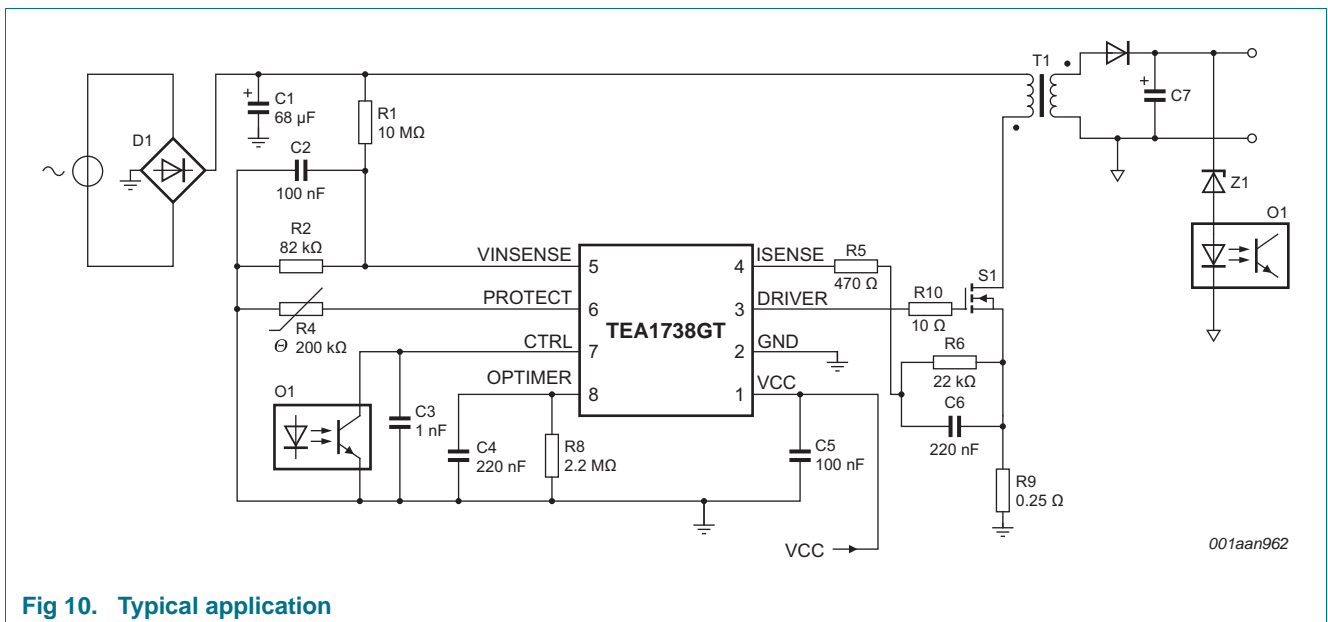 T1
+
C1
68 μF
R1
10 MΩ
+
C7
D1
C2
100 nF
Z1
R2
82 kΩ
O1
VINSENSE
5
4
ISENSE
R5
470 Ω
S1
PROTECT
6
3
DRIVER
R10
10 Ω
TEA1738GT
R4
Θ 200 kΩ
CTRL
7
2
GND
R6
22 kΩ
OPTIMER
8
1
VCC
O1
C3
1 nF
C6
220 nF
C4
220 nF
R8
2.2 MΩ
C5
100 nF
R9
0.25 Ω
VCC
001aan962
Fig 10. Typical application